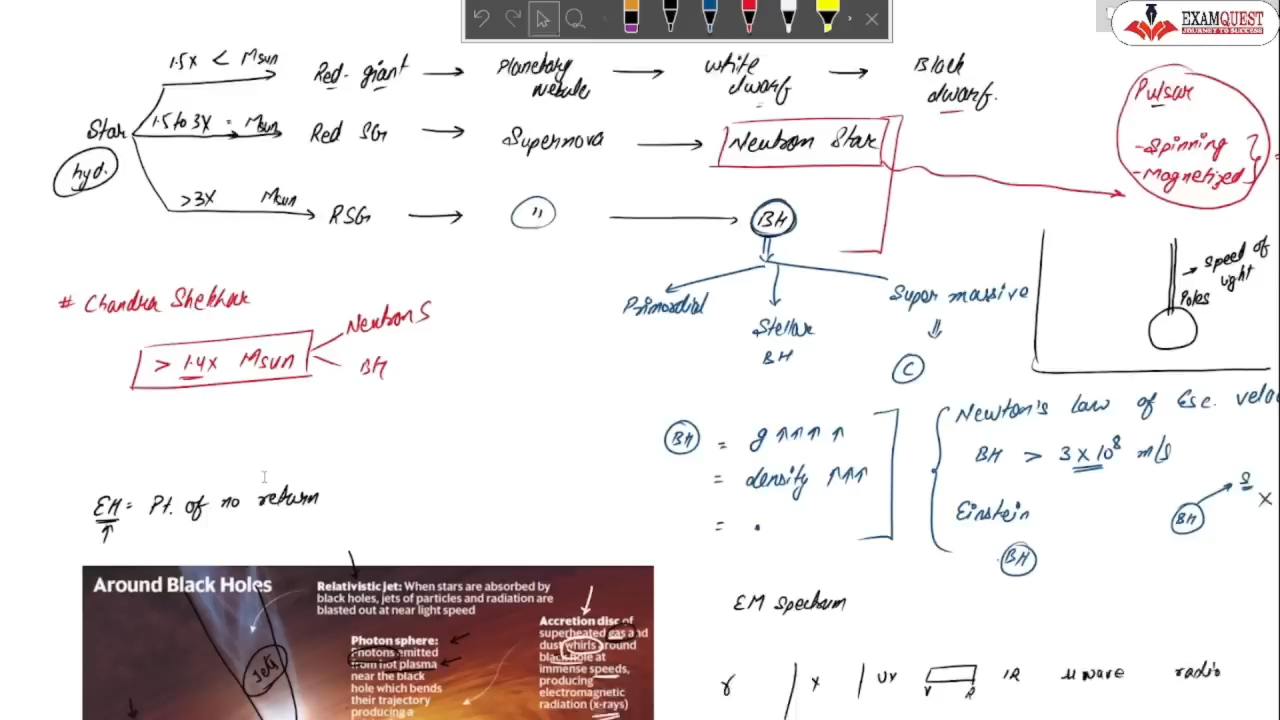 EXAMQUEST
JOURNEY TO SUCCESS
1.5x < Msun
Red-giant
Planetary nebula
white dwarf
Black dwarf.
Star
hyd.
1.5 to 3x = Msun
Red SG
Supernova
Neutron Star
>3x Msun
RSG
"
BH
Pulsar
- Spinning
- Magnetized
Primordial
Stellar
BH
Super massive
C
Speed of light
Poles
# Chandra Shekhar
> 1.4x Msun
Neutron S
BH
BH = g ↑↑↑↑
= density ↑↑↑
= .
Newton's law of Esc. velo
BH > 3 x 10⁸ m/s
Einstein
BH
BH
x
EH = Pt. of no return
Around Black Holes
Relativistic jet: When stars are absorbed by
black holes, jets of particles and radiation are
blasted out at near light speed
Photon sphere:
Photons emitted
from hot plasma
near the black
hole which bends
their trajectory
producing a
Accretion disc of
superheated gas and
dust whirls around
black hole at
immense speeds,
producing
electromagnetic
radiation (x-rays)
Jets
EM spectrum
γ | x | UV V R IR μwave radio